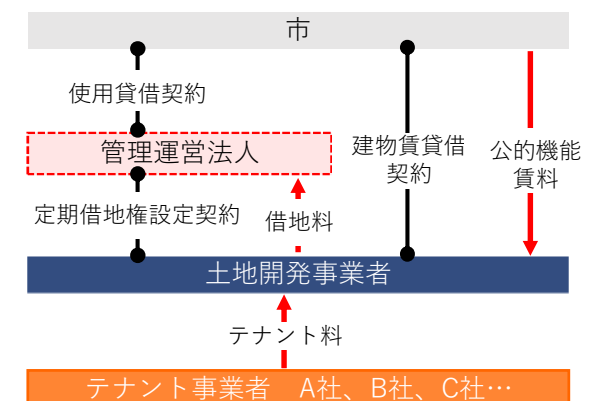 市
使用貸借契約
管理運営法人
建物賃貸借
契約
公的機能
賃料
定期借地権設定契約
借地料
土地開発事業者
テナント料
テナント事業者　A社、B社、C社…